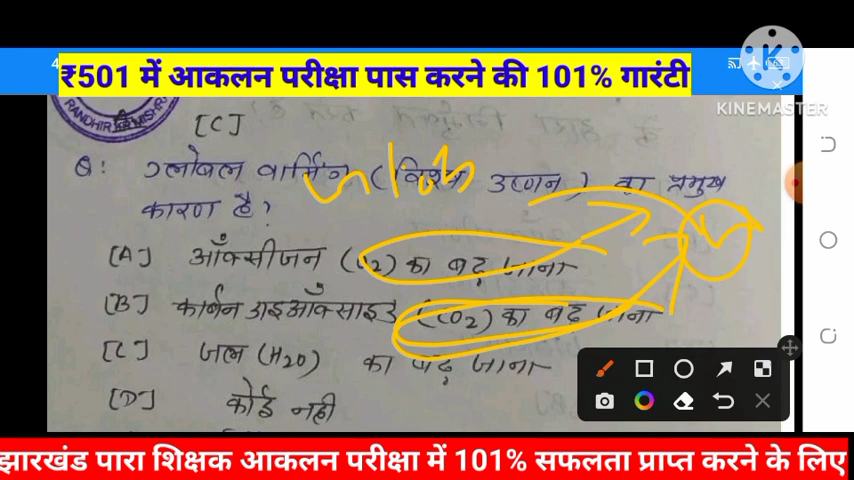 ₹501 में आकलन परीक्षा पास करने की 101% गारंटी
KINEMASTER
RANDHIR
[C]
Q: ग्लोबल वार्मिंग (विश्व उष्णन) का प्रमुख
कारण है?
[A] ऑक्सीजन (O2) का बढ़ जाना
[B] कार्बन डाइऑक्साइड (CO2) का बढ़ जाना
[C] जल (H2O) का बढ़ जाना
[D] कोई नही
झारखंड पारा शिक्षक आकलन परीक्षा में 101% सफलता प्राप्त करने के लिए